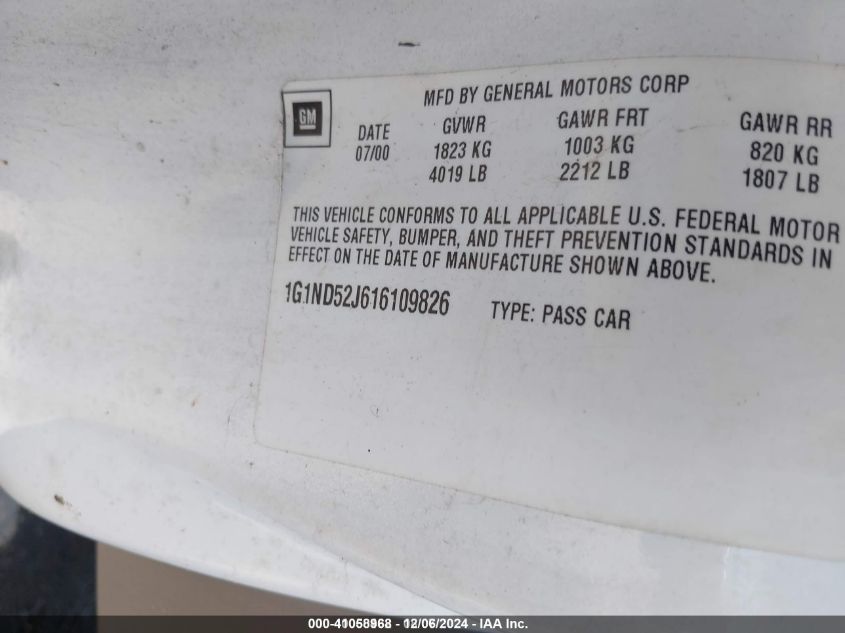 MFD BY GENERAL MOTORS CORP
GM
DATE GVWR GAWR FRT GAWR RR
07/00 1823 KG 1003 KG 820 KG
4019 LB 2212 LB 1807 LB
THIS VEHICLE CONFORMS TO ALL APPLICABLE U.S. FEDERAL MOTOR
VEHICLE SAFETY, BUMPER, AND THEFT PREVENTION STANDARDS IN
EFFECT ON THE DATE OF MANUFACTURE SHOWN ABOVE.
1G1ND52J616109826 TYPE: PASS CAR
000-41058968 - 12/06/2024 - IAA Inc.